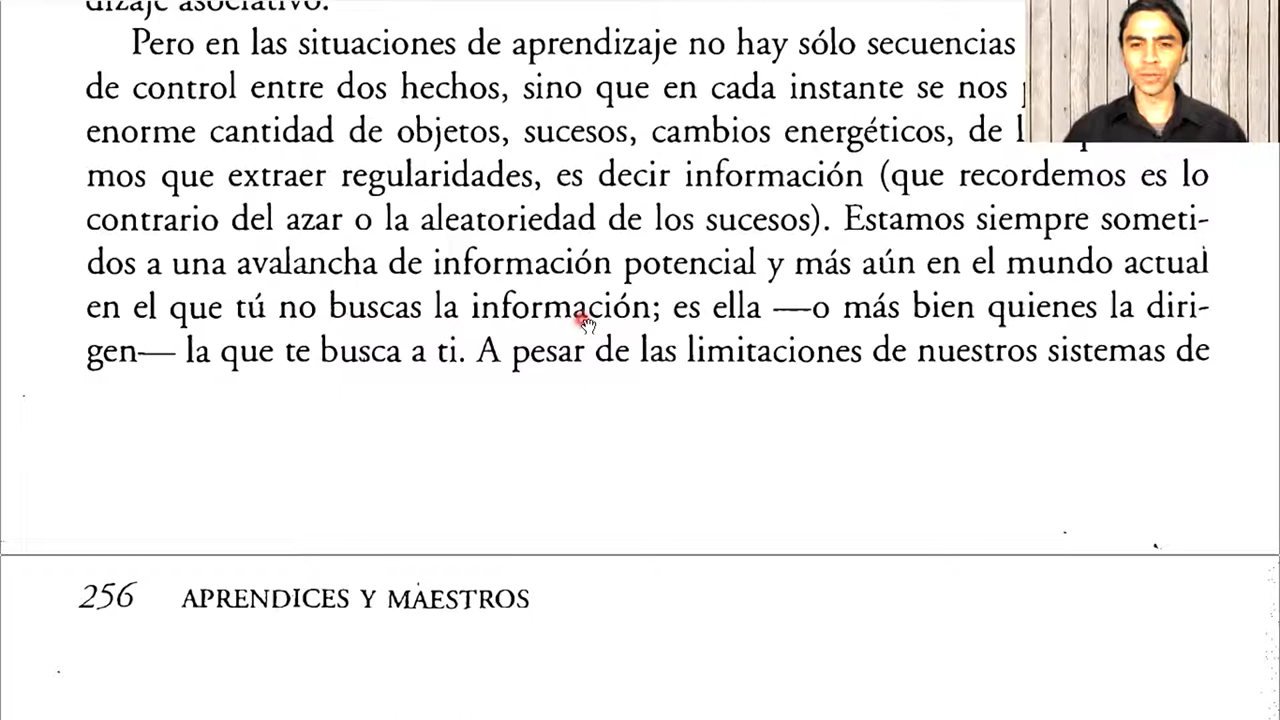 dizaje asociativo.
Pero en las situaciones de aprendizaje no hay sólo secuencias
de control entre dos hechos, sino que en cada instante se nos
enorme cantidad de objetos, sucesos, cambios energéticos, de
mos que extraer regularidades, es decir información (que recordemos es lo
contrario del azar o la aleatoriedad de los sucesos). Estamos siempre someti-
dos a una avalancha de información potencial y más aún en el mundo actual
en el que tú no buscas la información; es ella —o más bien quienes la diri-
gen— la que te busca a ti. A pesar de las limitaciones de nuestros sistemas de
256 APRENDICES Y MAESTROS